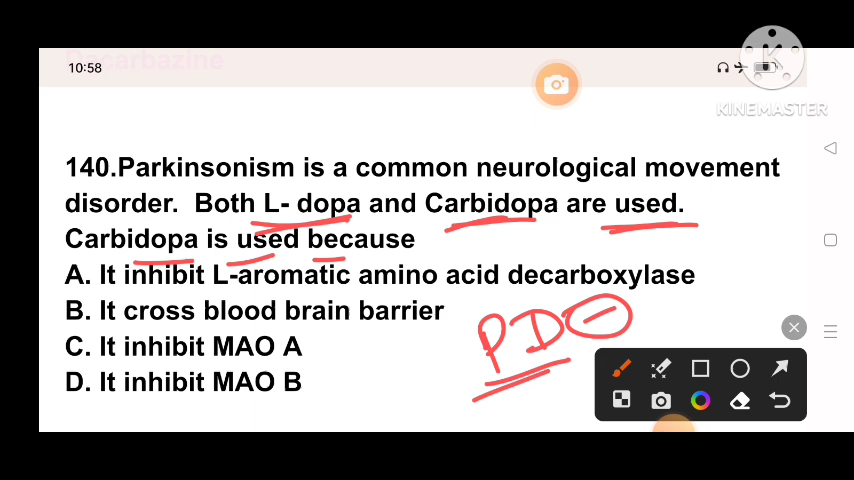 Dacarbazine
10:58
KINEMASTER
140.Parkinsonism is a common neurological movement
disorder. Both L- dopa and Carbidopa are used.
Carbidopa is used because
A. It inhibit L-aromatic amino acid decarboxylase
B. It cross blood brain barrier
C. It inhibit MAO A
D. It inhibit MAO B
PD